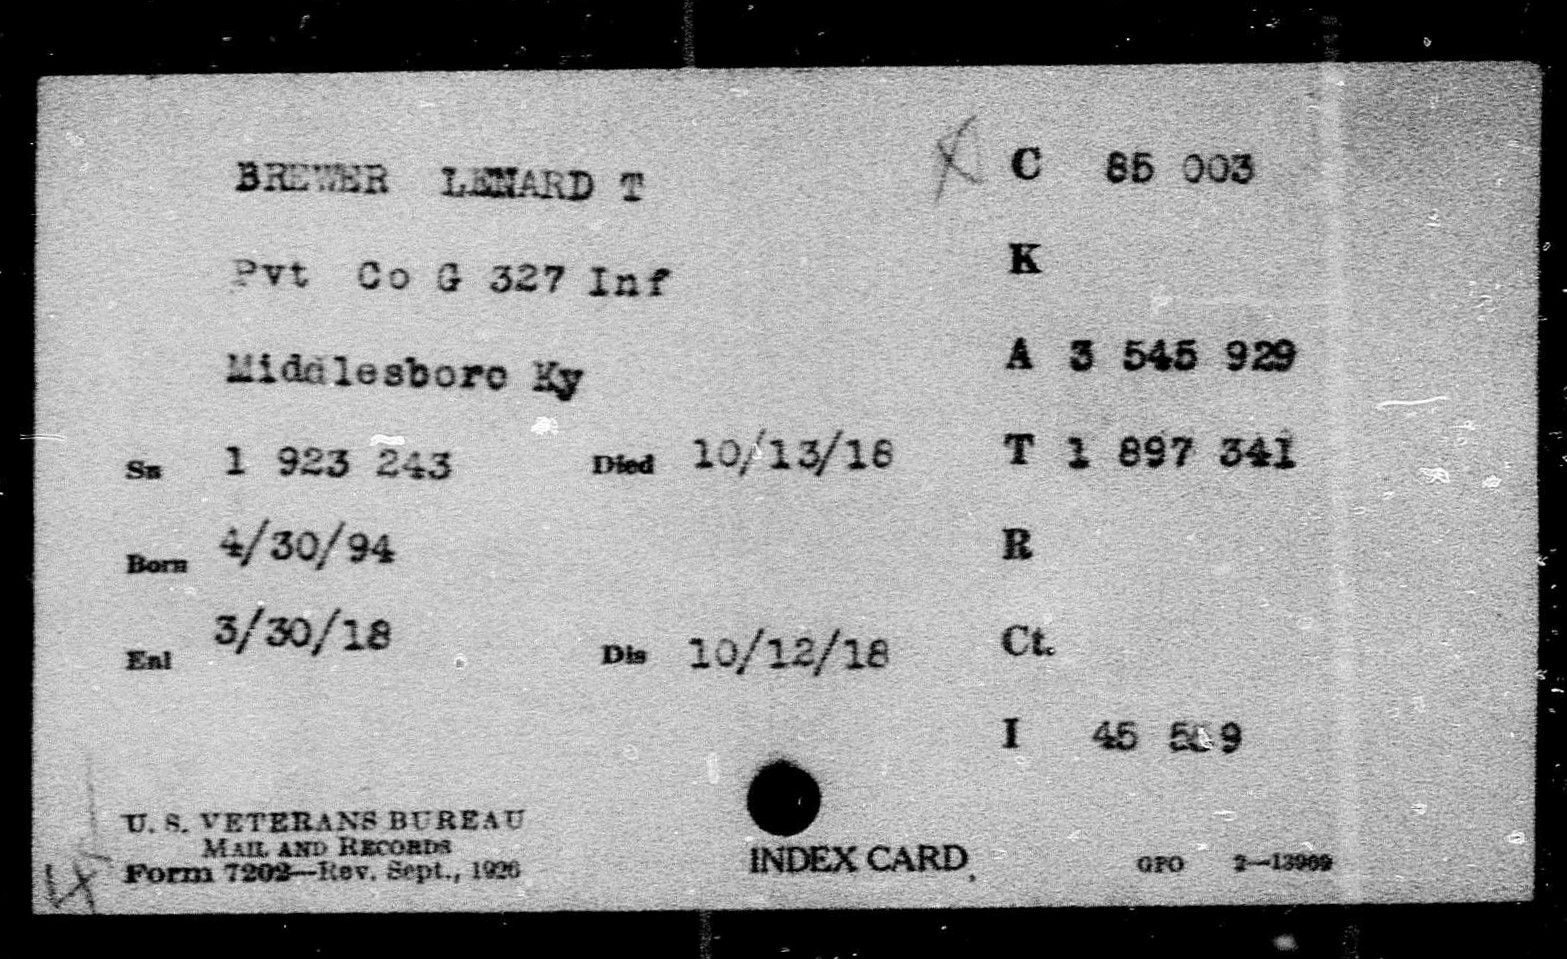 BREWER LENARD T
X C 85 003
Pvt Co G 327 Inf
K
Middlesboro Ky
A 3 545 929
Sn 1 923 243 Died 10/13/18
T 1 897 341
Born 4/30/94
R
Enl 3/30/18 Dis 10/12/18
Ct.
I 45
U. S. VETERANS BUREAU
MAIL AND RECORDS
Form 7202—Rev. Sept., 1926
INDEX CARD
GPO 2—13969